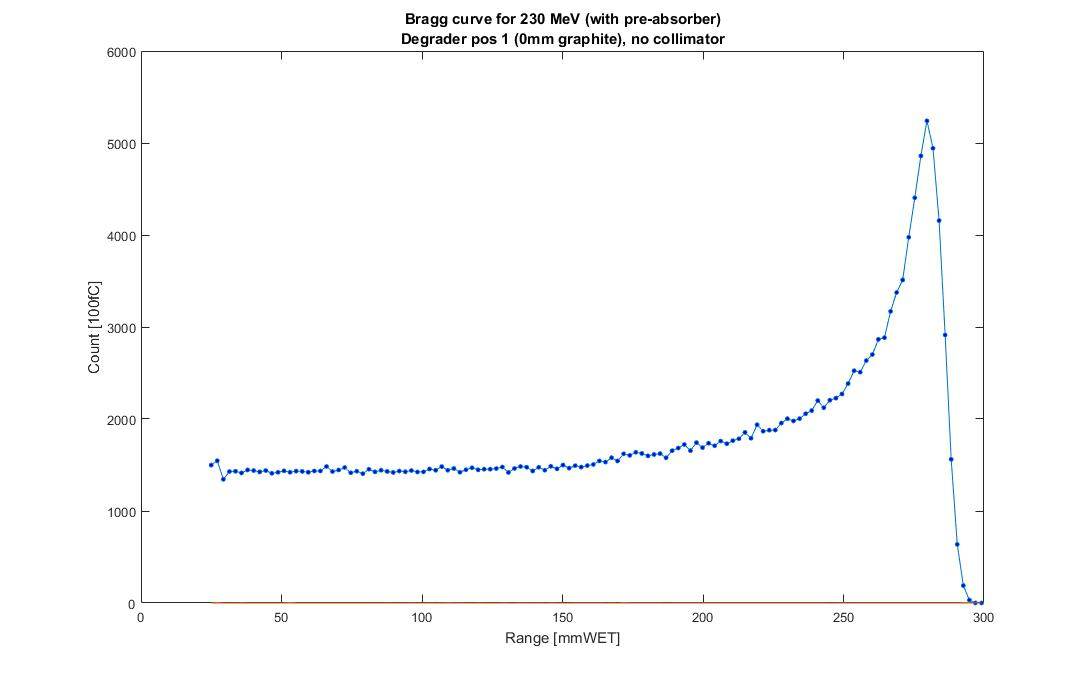 Bragg curve for 230 MeV (with pre-absorber)
Degrader pos 1 (0mm graphite), no collimator
6000
5000
4000
3000
2000
1000
0
Count [100fC]
0 50 100 150 200 250 300
Range [mmWET]